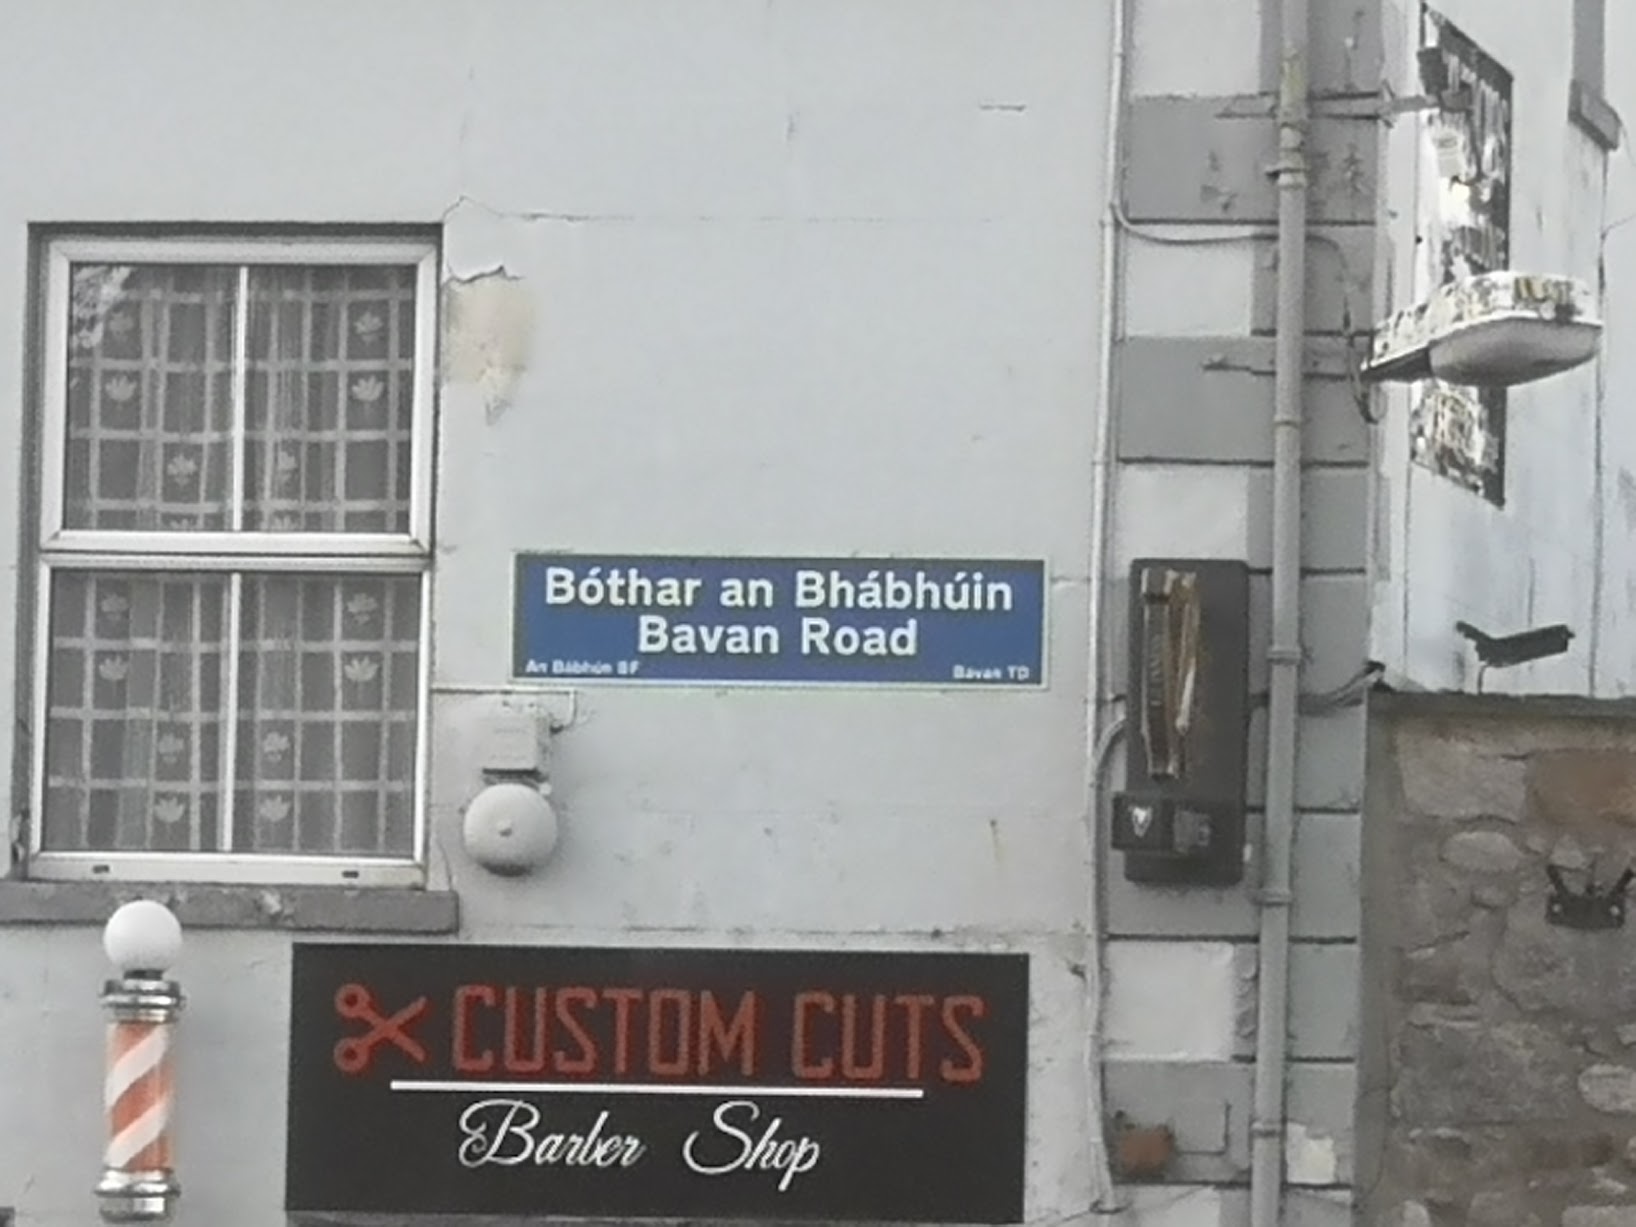 Bóthar an Bhábhúin
Bavan Road
An Bábhún BF
Bavan TD
CUSTOM CUTS
Barber Shop